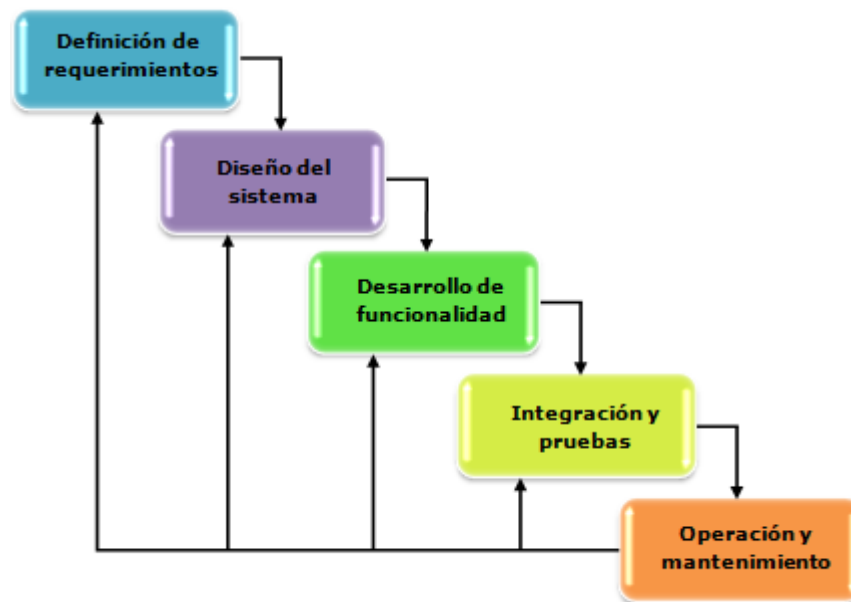 Definición de
requerimientos
Diseño del
sistema
Desarrollo de
funcionalidad
Integración y
pruebas
Operación y
mantenimiento